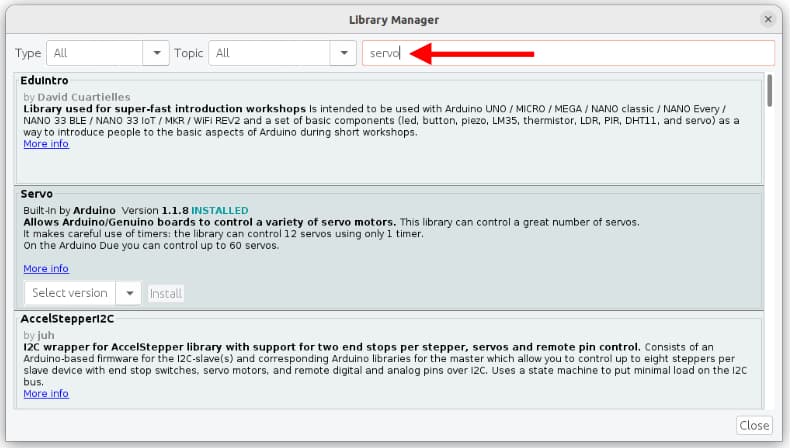 Library Manager
Type All Topic All servo
EduIntro
by David Cuartielles
Library used for super-fast introduction workshops Is intended to be used with Arduino UNO / MICRO / MEGA / NANO classic / NANO Every /
NANO 33 BLE / NANO 33 IoT / MKR / WiFi REV2 and a set of basic components (led, button, piezo, LM35, thermistor, LDR, PIR, DHT11, and servo) as a
way to introduce people to the basic aspects of Arduino during short workshops.
More info
Servo
Built-In by Arduino Version 1.1.8 INSTALLED
Allows Arduino/Genuino boards to control a variety of servo motors. This library can control a great number of servos.
It makes careful use of timers: the library can control 12 servos using only 1 timer.
On the Arduino Due you can control up to 60 servos.
More info
Select version Install
AccelStepperI2C
by juh
I2C wrapper for AccelStepper library with support for two end stops per stepper, servos and remote pin control. Consists of an
Arduino-based firmware for the I2C-slave(s) and corresponding Arduino libraries for the master which allow you to control up to eight steppers per
slave device with end stop switches, servo motors, and remote digital and analog pins over I2C. Uses a state machine to put minimal load on the I2C
bus.
More info
Close